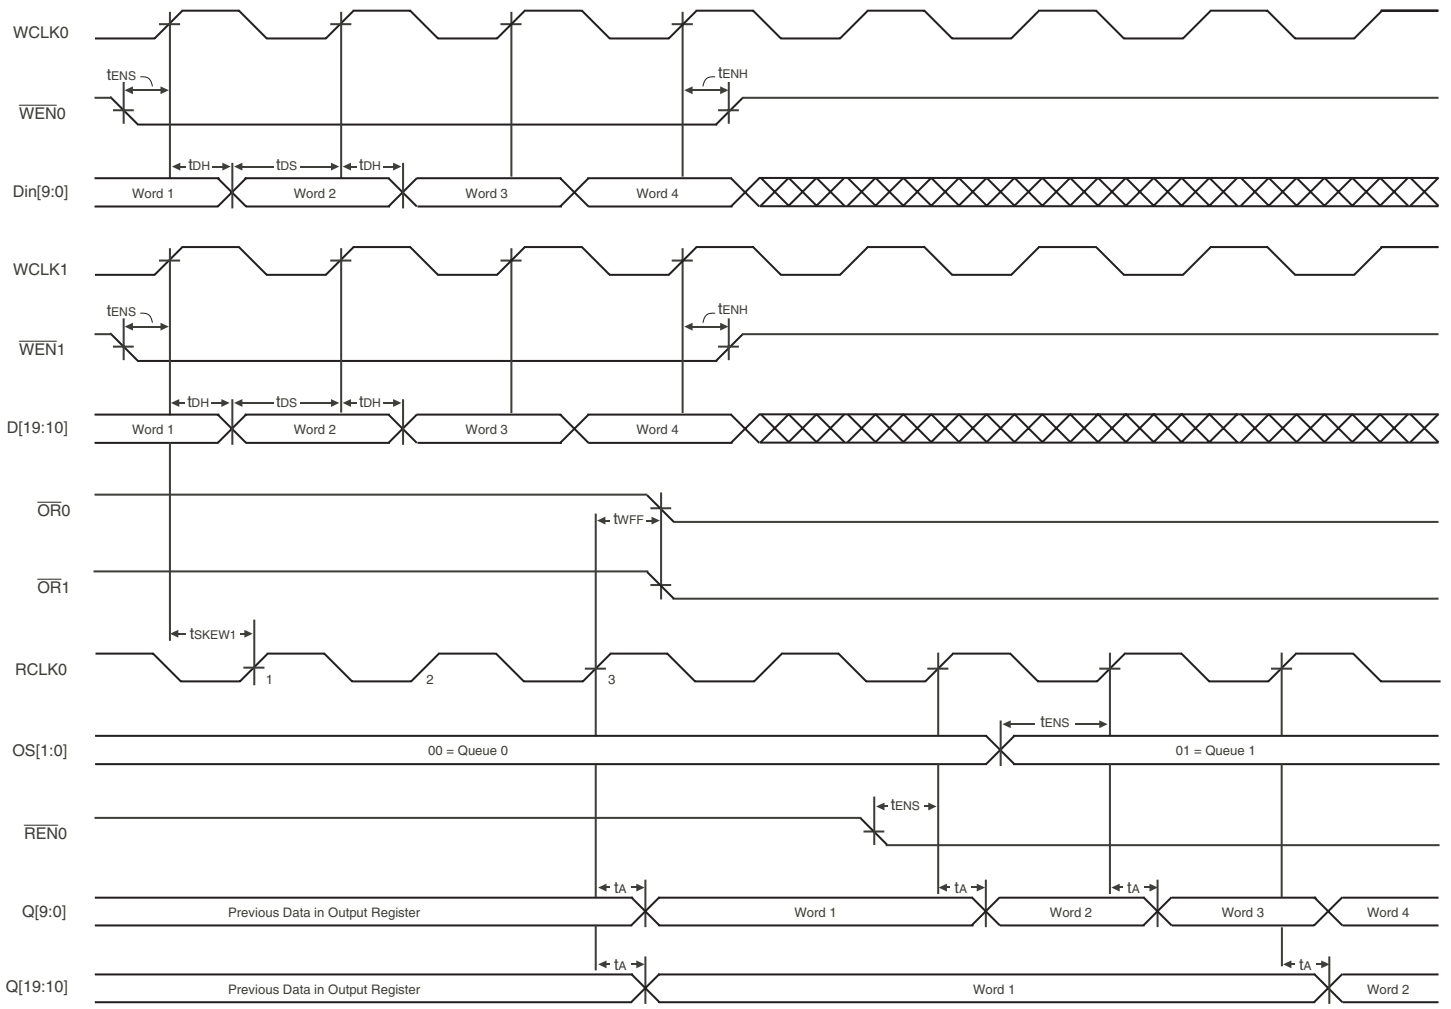 WCLK0
tENS
tENH
WEN0
tDH tDS tDH
Din[9:0] Word 1 Word 2 Word 3 Word 4
WCLK1
tENS
tENH
WEN1
tDH tDS tDH
D[19:10] Word 1 Word 2 Word 3 Word 4
OR0
tWFF
OR1
tSKEW1
RCLK0 1 2 3
tENS
OS[1:0] 00 = Queue 0 01 = Queue 1
tENS
REN0
tA tA tA
Q[9:0] Previous Data in Output Register Word 1 Word 2 Word 3 Word 4
tA tA
Q[19:10] Previous Data in Output Register Word 1 Word 2